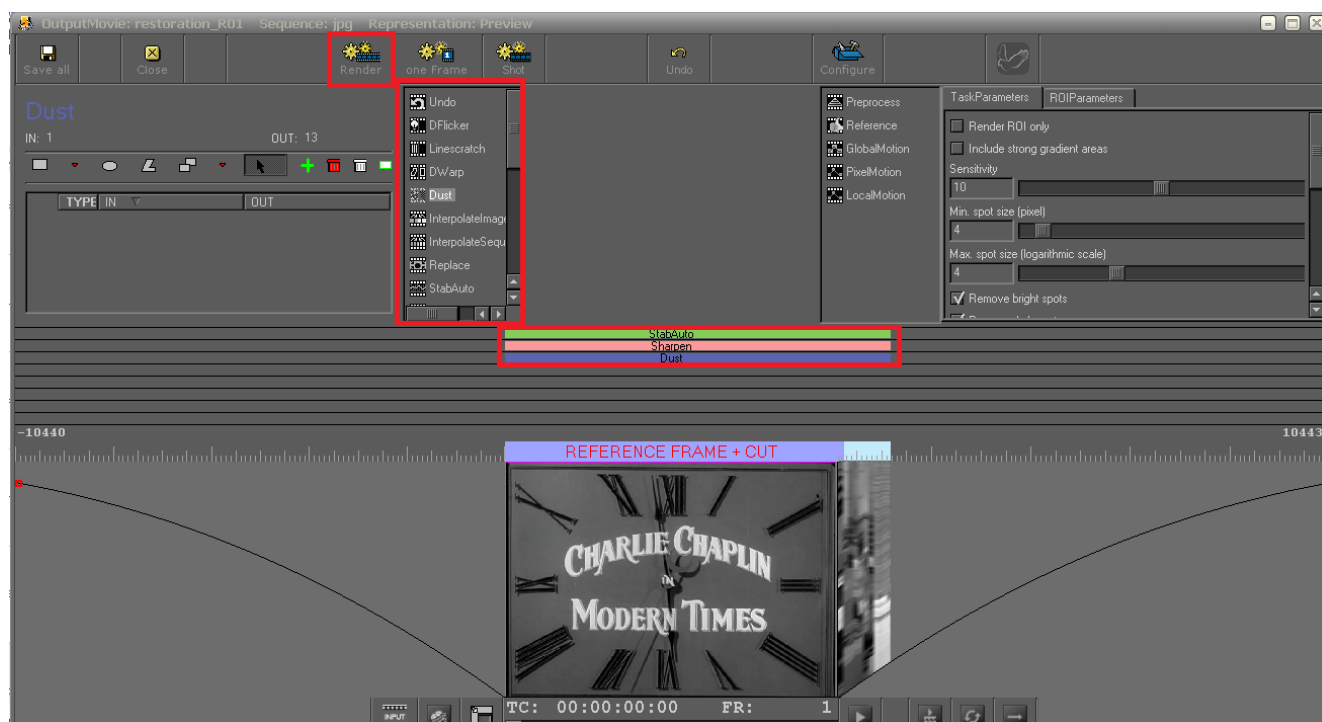 OutputMovie: restoration_R01 Sequence: jpg Representation: Preview
Save all
Close
Render
one Frame
Shot
Undo
Configure
Dust
IN: 1
OUT: 13
TYPE IN OUT
Undo
DFlicker
Linescratch
DWarp
Dust
InterpolateImage
InterpolateSequ
Replace
StabAuto
Preprocess
Reference
GlobalMotion
PixelMotion
LocalMotion
TaskParameters ROIParameters
Render ROI only
Include strong gradient areas
Sensitivity
10
Min. spot size (pixel)
4
Max. spot size (logarithmic scale)
4
Remove bright spots
StabAuto
Sharpen
Dust
-10440
10443
REFERENCE FRAME + CUT
CHARLIE CHAPLIN
IN
MODERN TIMES
INPUT
TC: 00:00:00:00 FR: 1